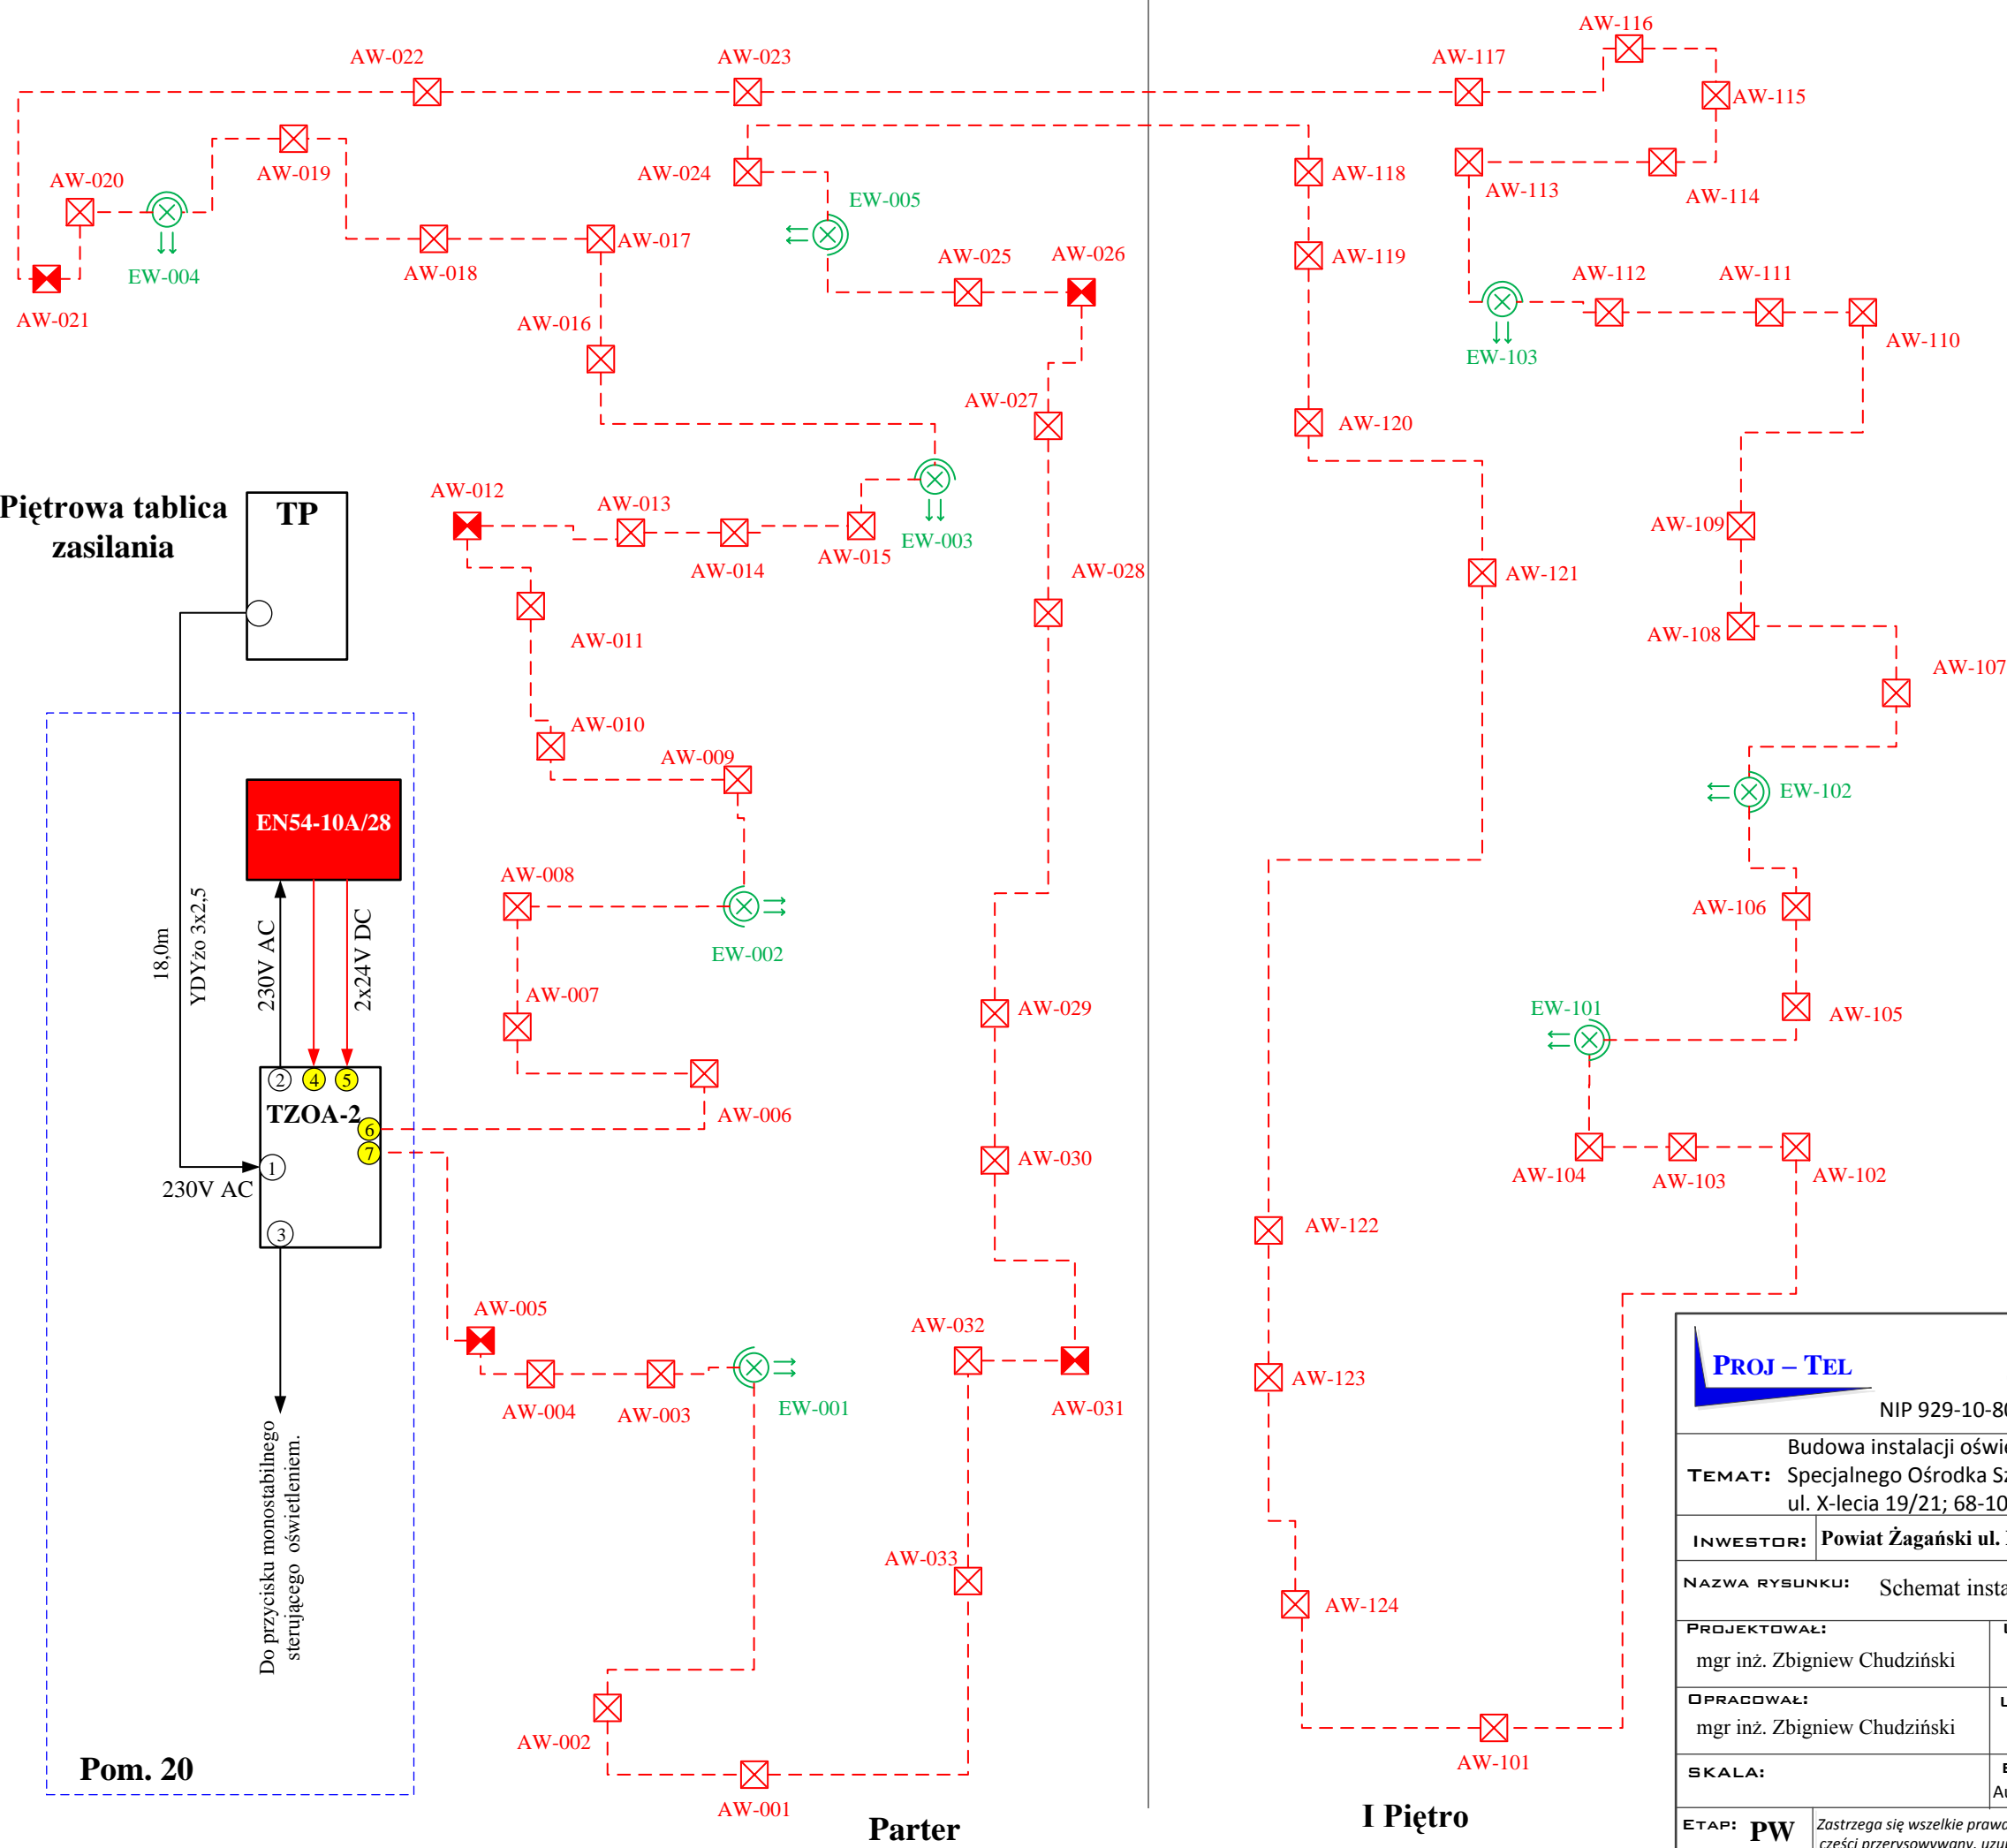 AW-022
AW-023
AW-117
AW-116
AW-115
AW-020
AW-019
AW-024
EW-005
AW-118
AW-113
AW-114
EW-004
AW-018
AW-017
AW-025
AW-026
AW-119
AW-112
AW-111
AW-021
AW-016
EW-103
AW-110
AW-027
AW-120
Piętrowa tablica
zasilania
TP
AW-012
AW-013
AW-014
AW-015
EW-003
AW-028
AW-121
AW-109
AW-108
AW-107
AW-011
AW-010
AW-009
EW-102
EN54-10A/28
18,0m
YDYżo 3x2,5
230V AC
2x24V DC
AW-008
EW-002
AW-106
AW-007
AW-029
EW-101
AW-105
2
4
5
TZOA-2
6
7
1
230V AC
3
AW-006
AW-030
AW-104
AW-103
AW-102
AW-122
AW-005
AW-004
AW-003
EW-001
AW-032
AW-031
AW-123
Do przycisku monostabilnego
sterującego oświetleniem.
AW-033
AW-124
AW-002
AW-001
AW-101
Pom. 20
Parter
I Piętro
PROJ – TEL
NIP 929-10-80
TEMAT:
Budowa instalacji oświe
Specjalnego Ośrodka Sz
ul. X-lecia 19/21; 68-10
INWESTOR: Powiat Żagański ul.
NAZWA RYSUNKU: Schemat insta
PROJEKTOWAŁ:
mgr inż. Zbigniew Chudziński
OPRACOWAŁ:
mgr inż. Zbigniew Chudziński
SKALA:
ETAP: PW
Zastrzega się wszelkie prawa
części przerysowywany, uzup